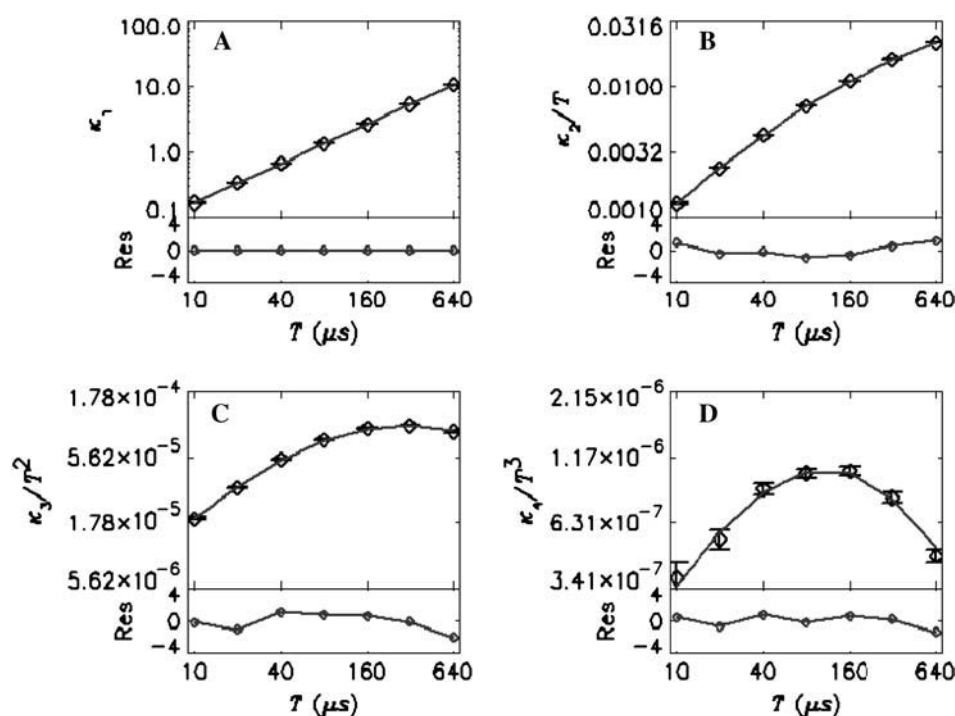 A
100.0
10.0
1.0
0.1
κ₁
4
0
−4
Res
10 40 160 640
T (μs)
B
0.0316
0.0100
0.0032
0.0010
κ₂/T
4
0
−4
Res
10 40 160 640
T (μs)
C
1.78×10⁻⁴
5.62×10⁻⁵
1.78×10⁻⁵
5.62×10⁻⁶
κ₃/T²
4
0
−4
Res
10 40 160 640
T (μs)
D
2.15×10⁻⁶
1.17×10⁻⁶
6.31×10⁻⁷
3.41×10⁻⁷
κ₄/T³
4
0
−4
Res
10 40 160 640
T (μs)